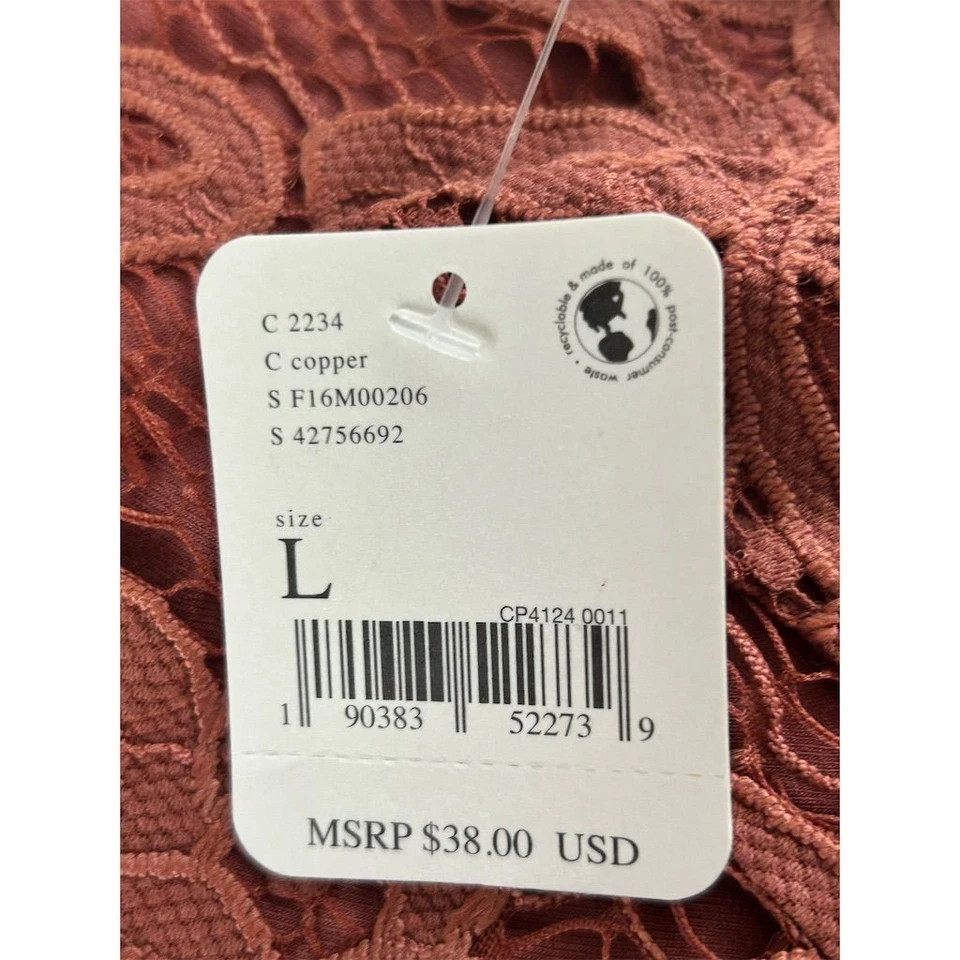 C 2234
C copper
S F16M00206
S 42756692
recyclable & made of 100% post-consumer waste •
size
L
CP4124 0011
1 90383 52273 9
MSRP $38.00 USD